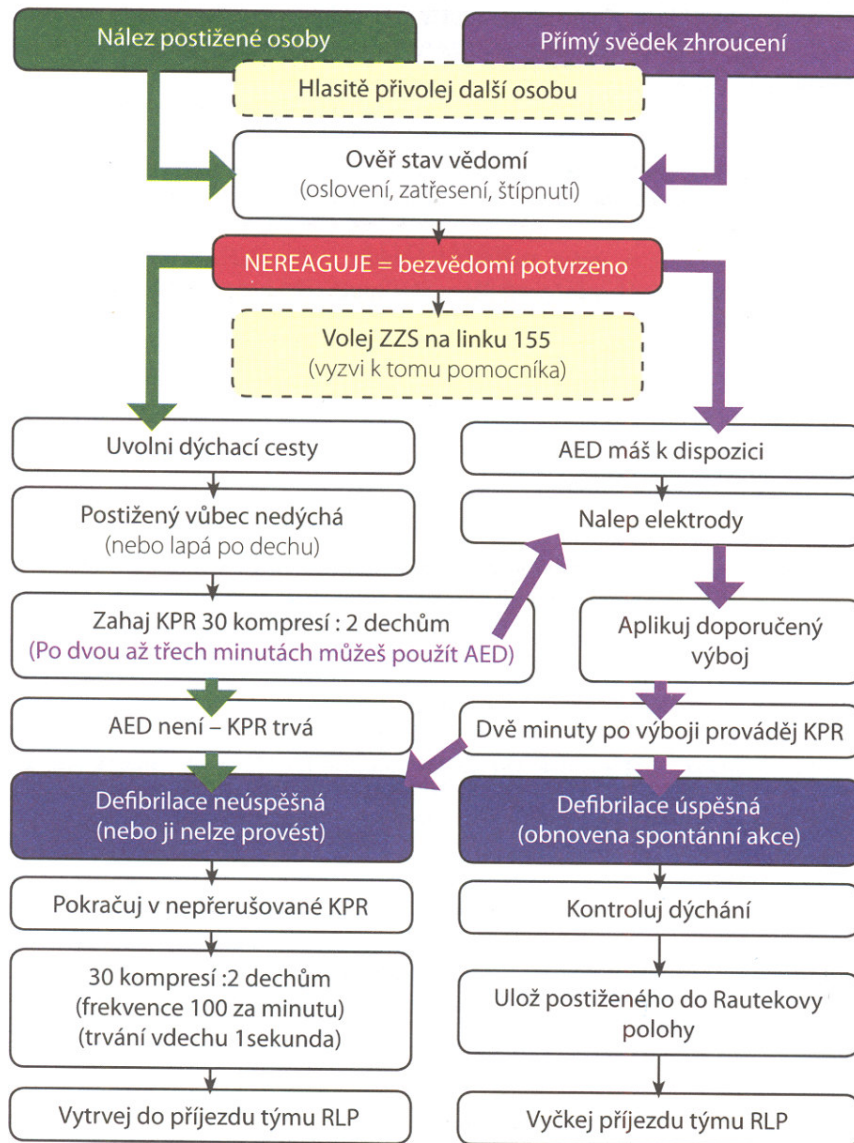 Nález postižené osoby
Přímý svědek zhroucení
Hlasitě přivolej další osobu
Ověř stav vědomí
(oslovení, zatřesení, štípnutí)
NEREAGUJE = bezvědomí potvrzeno
Volej ZZS na linku 155
(vyzvi k tomu pomocníka)
Uvolni dýchací cesty
Postižený vůbec nedýchá
(nebo lapá po dechu)
Zahaj KPR 30 kompresí : 2 dechům
(Po dvou až třech minutách můžeš použít AED)
AED není – KPR trvá
Defibrilace neúspěšná
(nebo ji nelze provést)
Pokračuj v nepřerušované KPR
30 kompresí :2 dechům
(frekvence 100 za minutu)
(trvání vdechu 1sekunda)
Vytrvej do příjezdu týmu RLP
AED máš k dispozici
Nalep elektrody
Aplikuj doporučený
výboj
Dvě minuty po výboji prováděj KPR
Defibrilace úspěšná
(obnovena spontánní akce)
Kontroluj dýchání
Ulož postiženého do Rautekovy
polohy
Vyčkej příjezdu týmu RLP